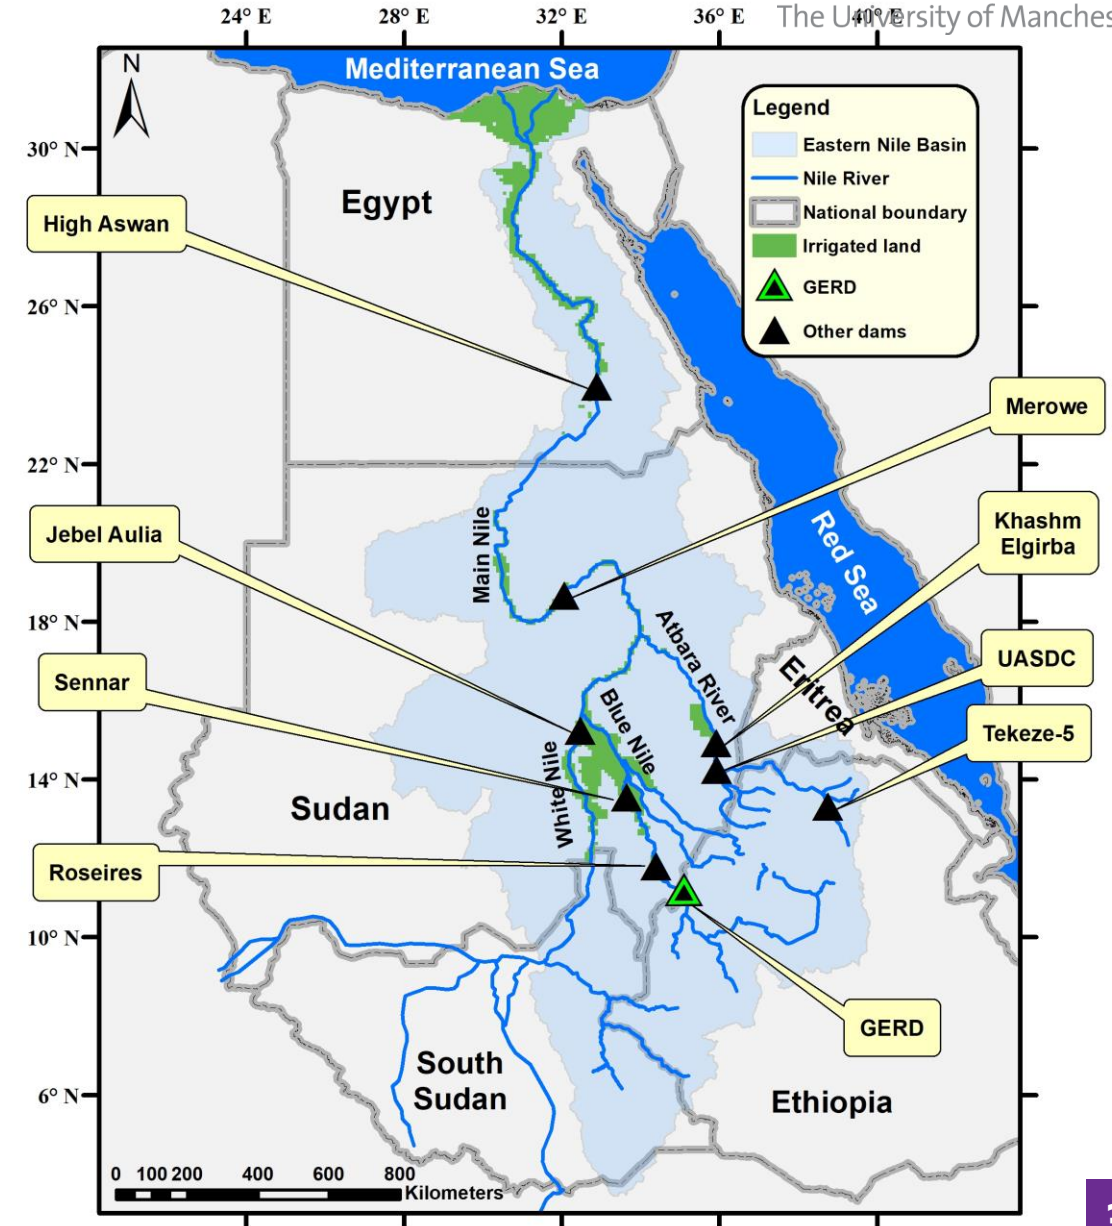 The University of Manches
24° E
28° E
32° E
36° E
40° E
N
Mediterranean Sea
Legend
Eastern Nile Basin
Nile River
National boundary
Irrigated land
GERD
Other dams
30° N
26° N
22° N
18° N
14° N
10° N
6° N
Egypt
High Aswan
Merowe
Khashm
Elgirba
Jebel Aulia
Main Nile
Red Sea
Atbara River
UASDC
Sennar
Eritrea
Blue Nile
Tekeze-5
White Nile
Sudan
Roseires
GERD
South
Sudan
Ethiopia
0 100 200 400 600 800
Kilometers